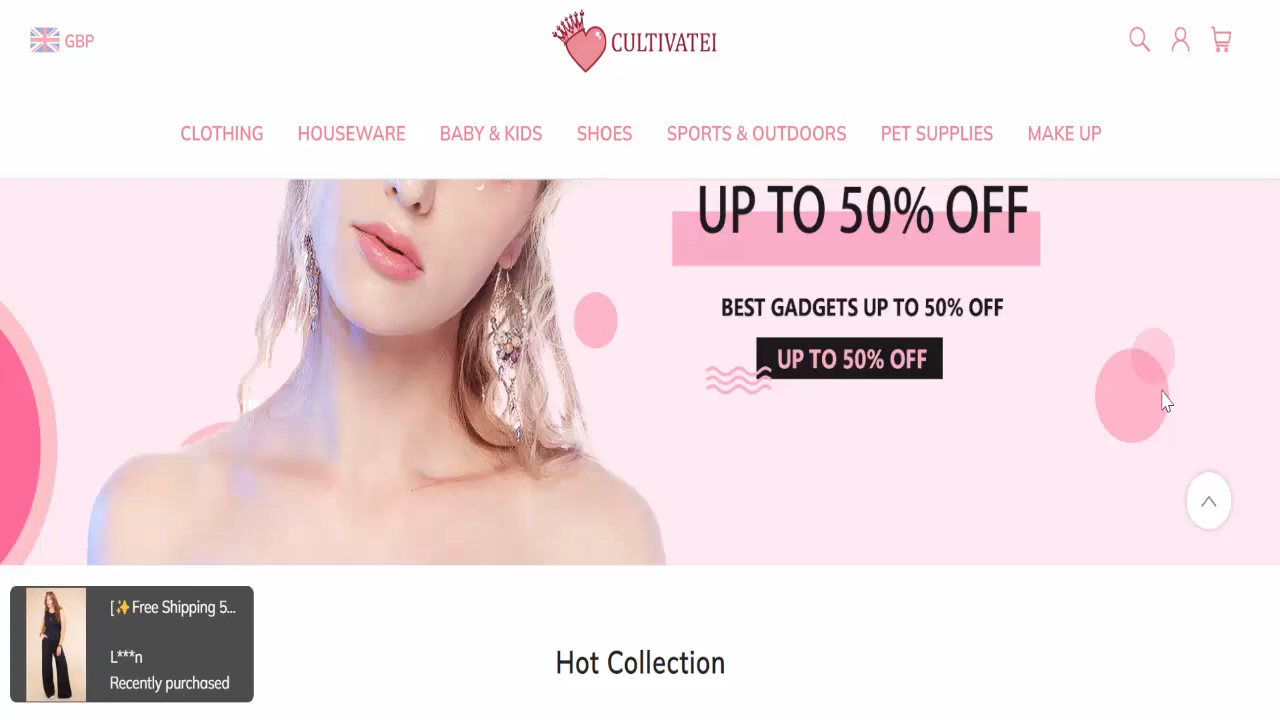 GBP
CULTIVATEI
CLOTHING HOUSEWARE BABY & KIDS SHOES SPORTS & OUTDOORS PET SUPPLIES MAKE UP
UP TO 50% OFF
BEST GADGETS UP TO 50% OFF
UP TO 50% OFF
[✨Free Shipping 5...
L***n
Recently purchased
Hot Collection